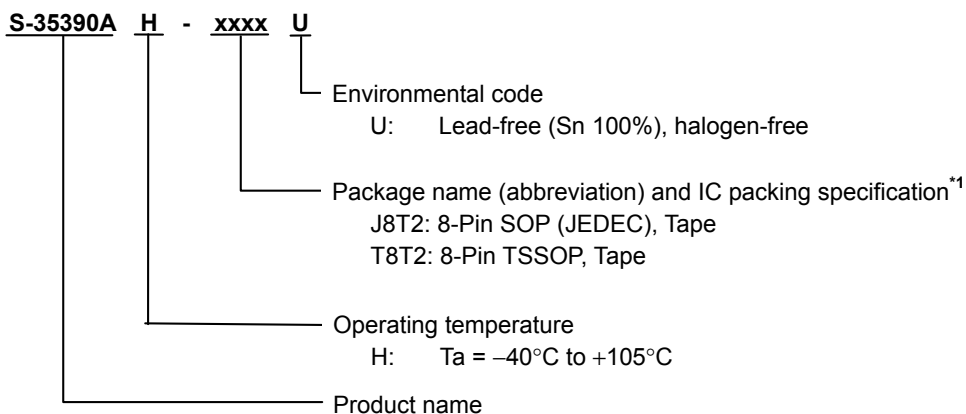 S-35390A H - xxxx U
Environmental code
U: Lead-free (Sn 100%), halogen-free
Package name (abbreviation) and IC packing specification*1
J8T2: 8-Pin SOP (JEDEC), Tape
T8T2: 8-Pin TSSOP, Tape
Operating temperature
H: Ta = −40°C to +105°C
Product name